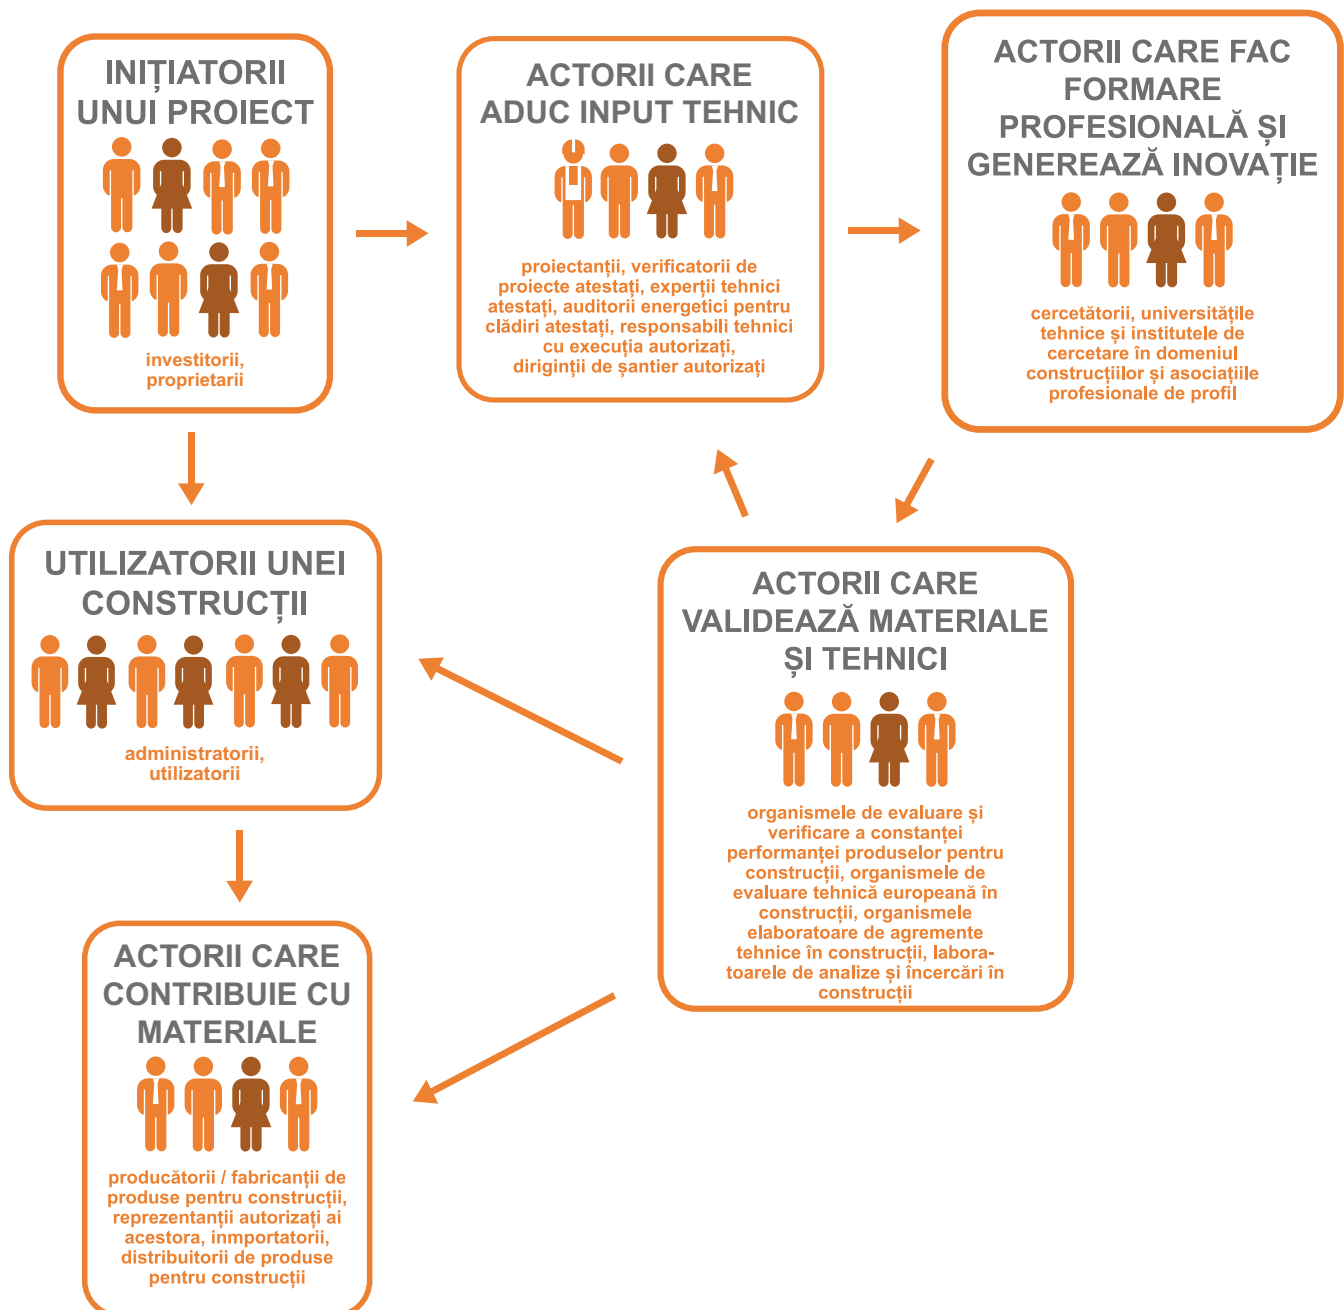 INIȚIATORII
UNUI PROIECT
investitorii,
proprietarii
ACTORII CARE
ADUC INPUT TEHNIC
proiectanții, verificatorii de
proiecte atestați, experții tehnici
atestați, auditorii energetici pentru
clădiri atestați, responsabili tehnici
cu execuția autorizați,
diriginții de șantier autorizați
ACTORII CARE FAC
FORMARE
PROFESIONALĂ ȘI
GENEREAZĂ INOVAȚIE
cercetătorii, universitățile
tehnice și institutele de
cercetare în domeniul
construcțiilor și asociațiile
profesionale de profil
UTILIZATORII UNEI
CONSTRUCȚII
administratorii,
utilizatorii
ACTORII CARE
VALIDEAZĂ MATERIALE
ȘI TEHNICI
organismele de evaluare și
verificare a constanței
performanței produselor pentru
construcții, organismele de
evaluare tehnică europeană în
construcții, organismele
elaboratoare de agremente
tehnice în construcții, labora-
toarele de analize și încercări în
construcții
ACTORII CARE
CONTRIBUIE CU
MATERIALE
producătorii / fabricanții de
produse pentru construcții,
reprezentanții autorizați ai
acestora, inmportatorii,
distribuitorii de produse
pentru construcții